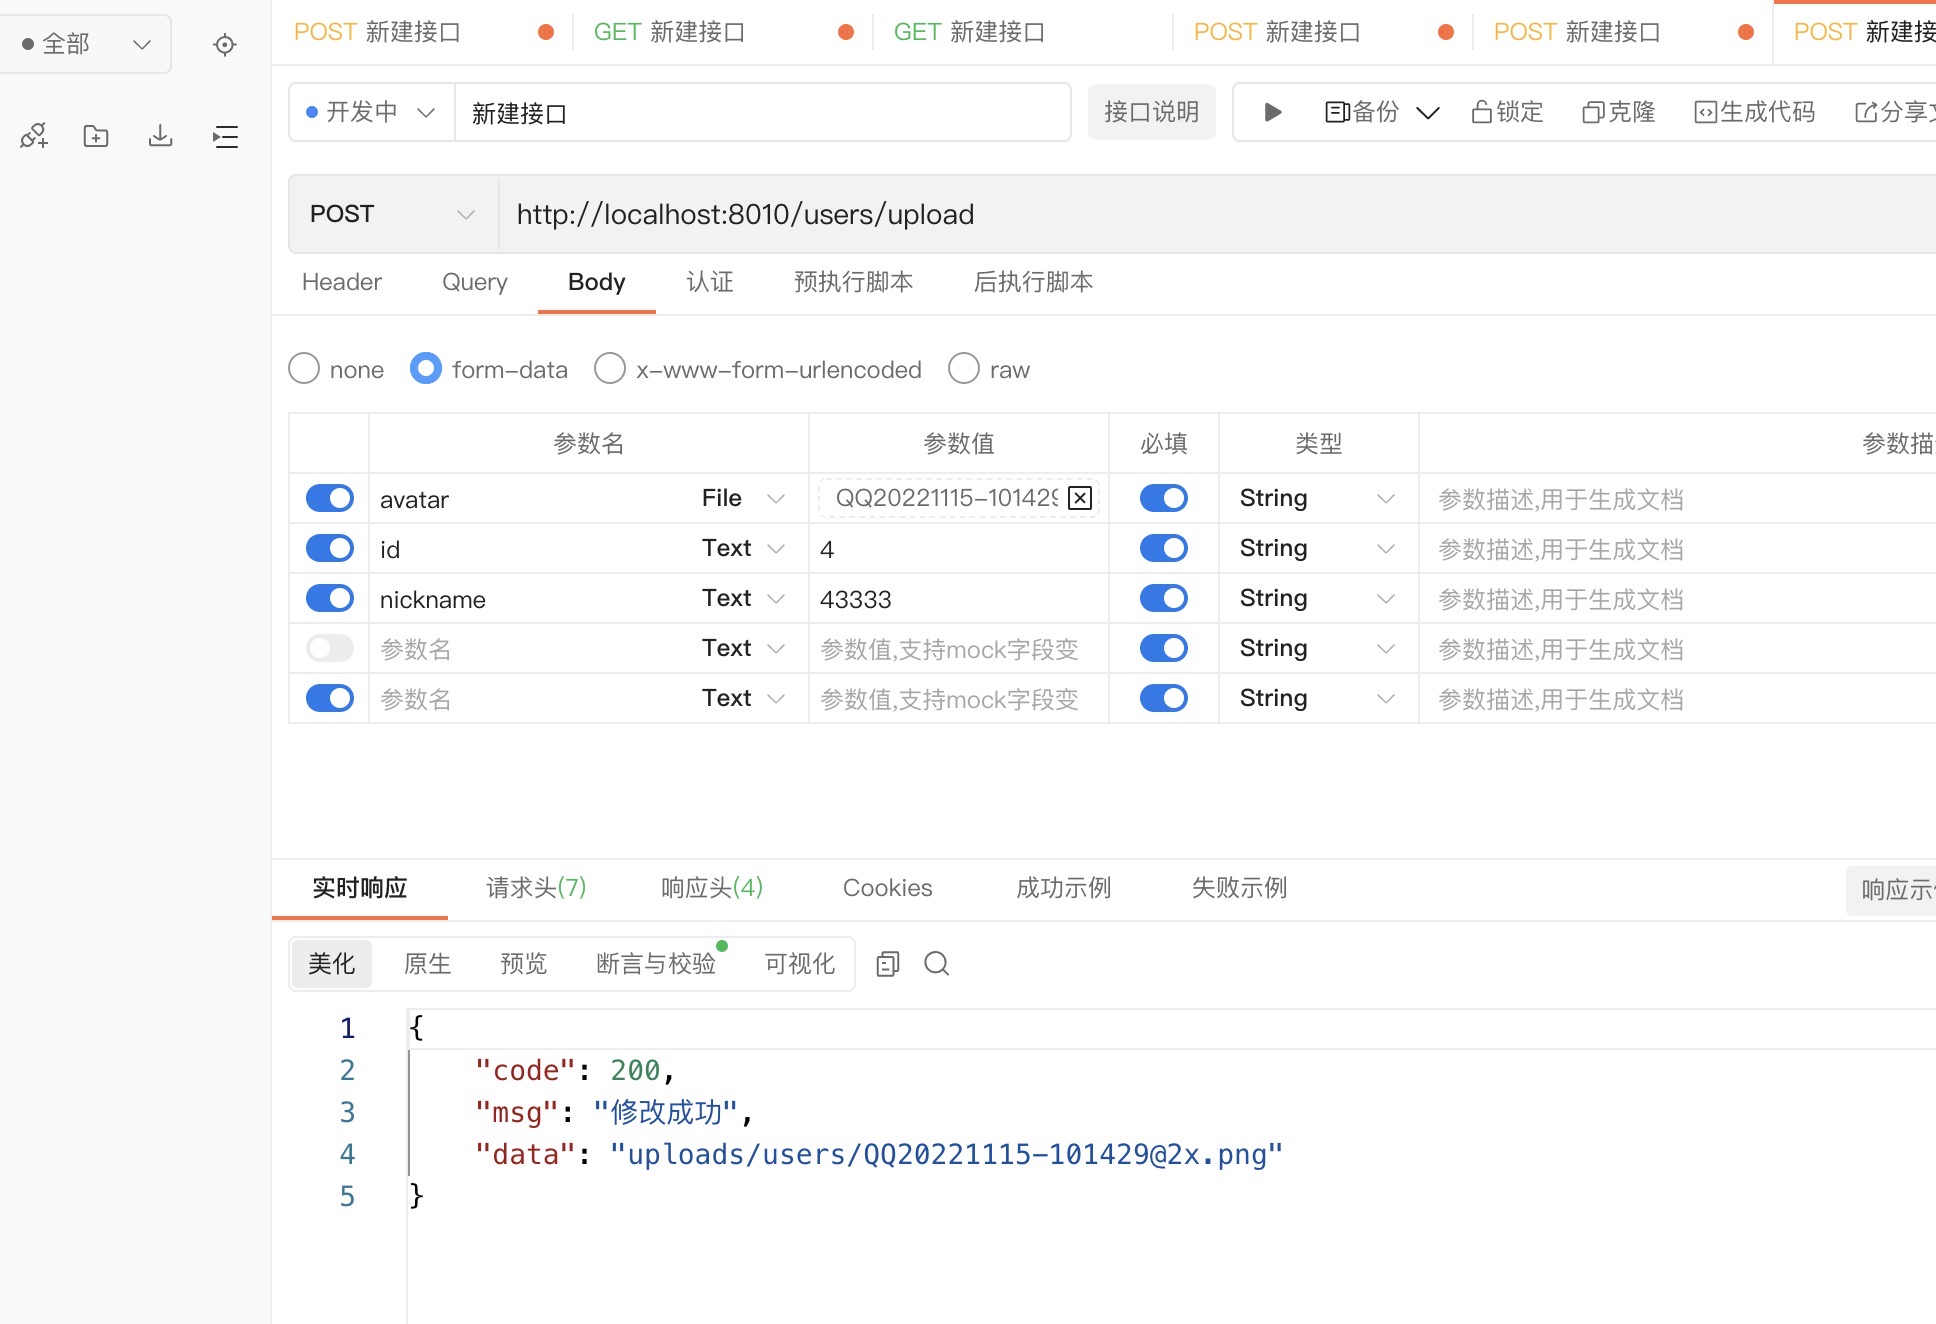 全部
POST 新建接口
GET 新建接口
GET 新建接口
POST 新建接口
POST 新建接口
POST 新建接
开发中
新建接口
接口说明
备份
锁定
克隆
生成代码
分享
POST
http://localhost:8010/users/upload
Header Query Body 认证 预执行脚本 后执行脚本
none form-data x-www-form-urlencoded raw
参数名 参数值 必填 类型 参数描
avatar File QQ20221115-101429 String 参数描述,用于生成文档
id Text 4 String 参数描述,用于生成文档
nickname Text 43333 String 参数描述,用于生成文档
参数名 Text 参数值,支持mock字段变 String 参数描述,用于生成文档
参数名 Text 参数值,支持mock字段变 String 参数描述,用于生成文档
实时响应 请求头(7) 响应头(4) Cookies 成功示例 失败示例 响应示
美化 原生 预览 断言与校验 可视化
1 {
2 "code": 200,
3 "msg": "修改成功",
4 "data": "uploads/users/QQ20221115-101429@2x.png"
5 }